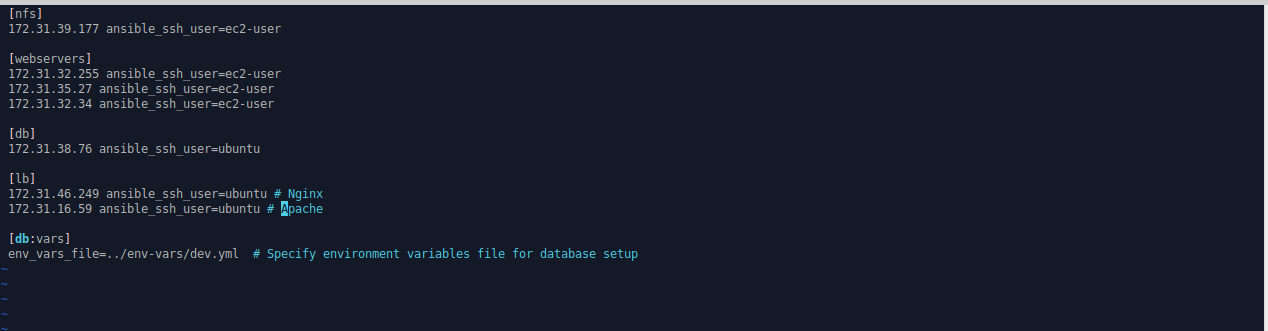 [nfs]
172.31.39.177 ansible_ssh_user=ec2-user
[webservers]
172.31.32.255 ansible_ssh_user=ec2-user
172.31.35.27 ansible_ssh_user=ec2-user
172.31.32.34 ansible_ssh_user=ec2-user
[db]
172.31.38.76 ansible_ssh_user=ubuntu
[lb]
172.31.46.249 ansible_ssh_user=ubuntu # Nginx
172.31.16.59 ansible_ssh_user=ubuntu # Apache
[db:vars]
env_vars_file=../env-vars/dev.yml  # Specify environment variables file for database setup
~
~
~
~
~